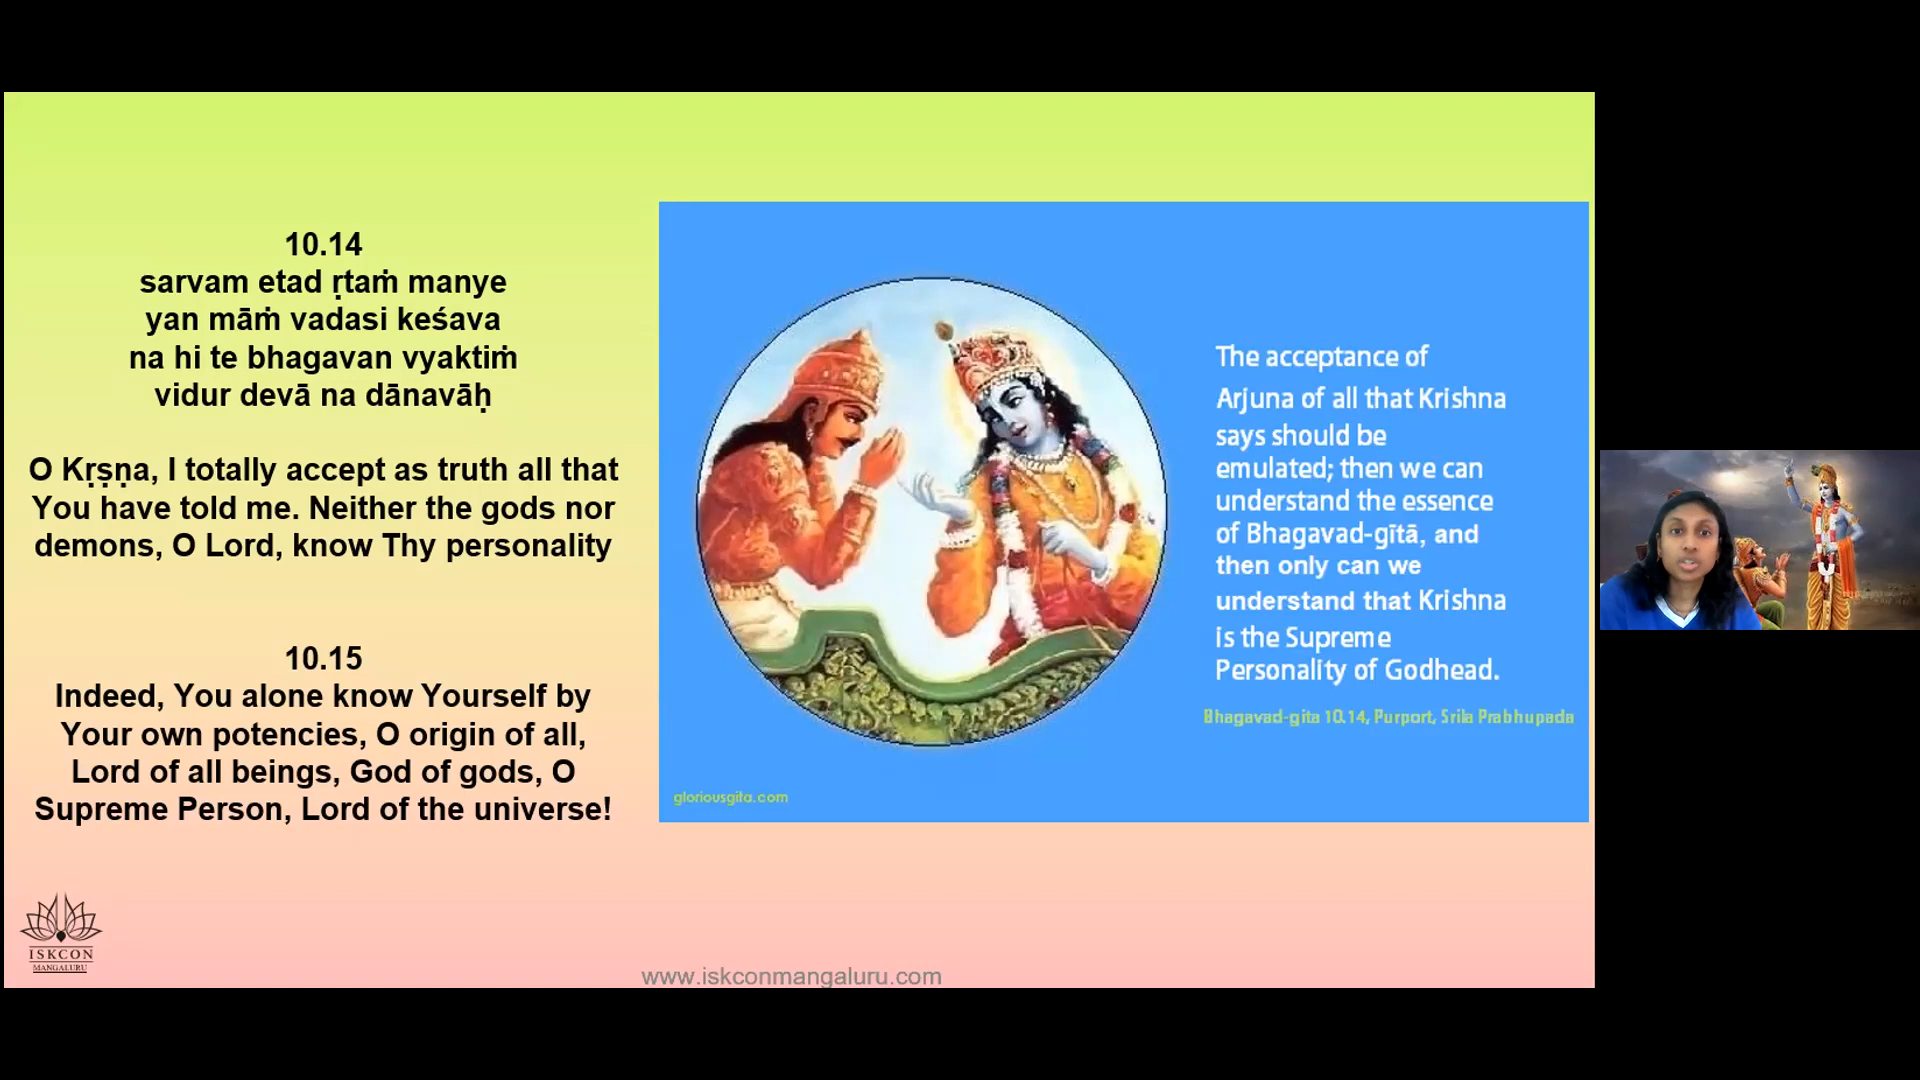 10.14
sarvam etad ṛtaṁ manye
yan māṁ vadasi keśava
na hi te bhagavan vyaktiṁ
vidur devā na dānavāḥ
O Kṛṣṇa, I totally accept as truth all that
You have told me. Neither the gods nor
demons, O Lord, know Thy personality
10.15
Indeed, You alone know Yourself by
Your own potencies, O origin of all,
Lord of all beings, God of gods, O
Supreme Person, Lord of the universe!
The acceptance of
Arjuna of all that Krishna
says should be
emulated; then we can
understand the essence
of Bhagavad-gītā, and
then only can we
understand that Krishna
is the Supreme
Personality of Godhead.
Bhagavad-gita 10.14, Purport, Srila Prabhupada
gloriousgita.com
ISKCON
MANGALURU
www.iskconmangaluru.com